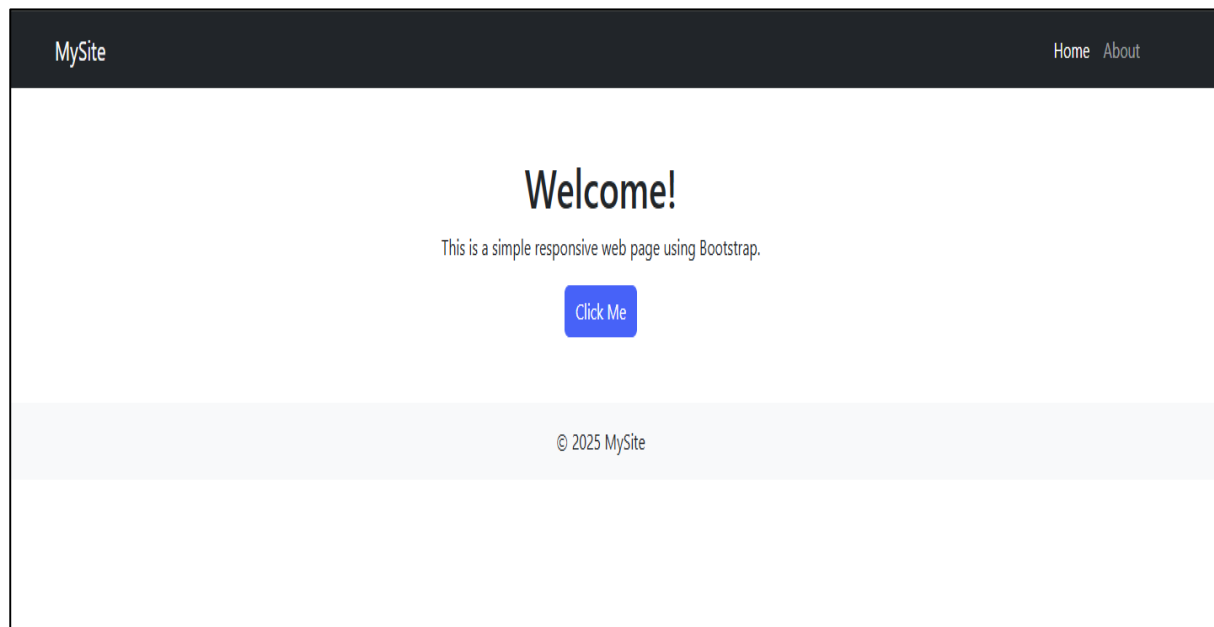 MySite Home About
Welcome!
This is a simple responsive web page using Bootstrap.
Click Me
© 2025 MySite